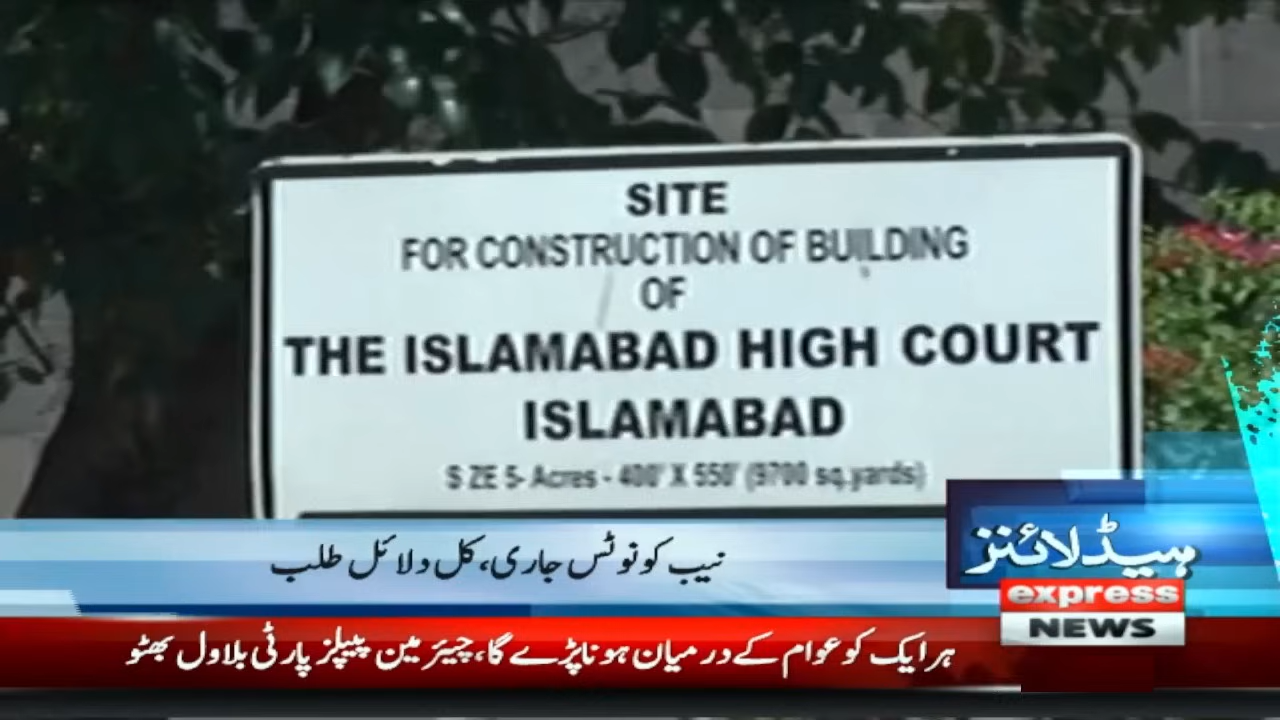 SITE
FOR CONSTRUCTION OF BUILDING
OF
THE ISLAMABAD HIGH COURT
ISLAMABAD
S ZE 5- Acres - 400' X 550' (9700 sq.yards)
نیب کو نوٹس جاری، کل دلائل طلب
ہیڈلائنز
express
NEWS
ہر ایک کو عوام کے درمیان ہونا پڑے گا، چیئرمین پیپلز پارٹی بلاول بھٹو